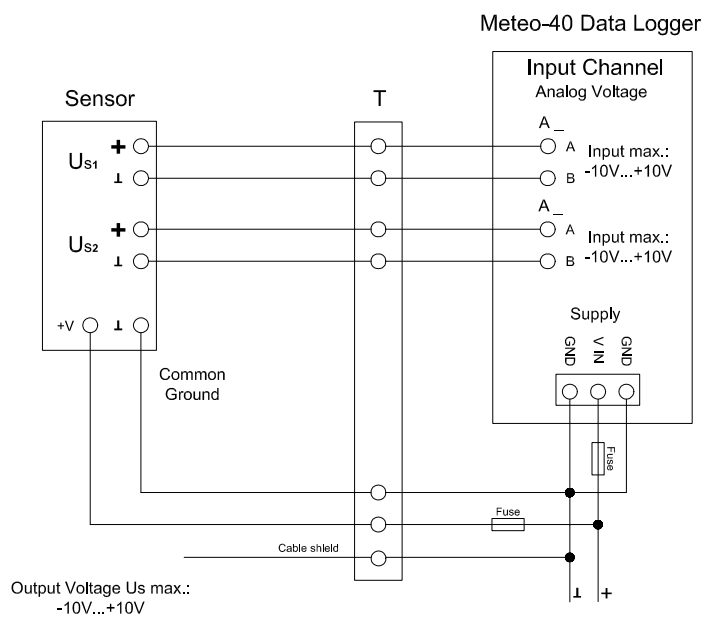 Meteo-40 Data Logger
Input Channel
Analog Voltage
Sensor
T
A _
Us1
+
A
Input max.:
-10V...+10V
⊥
B
A _
Us2
+
A
Input max.:
-10V...+10V
⊥
B
Supply
+V
⊥
GND
V IN
GND
Common
Ground
Fuse
Fuse
Cable shield
Output Voltage Us max.:
-10V...+10V
⊥
+